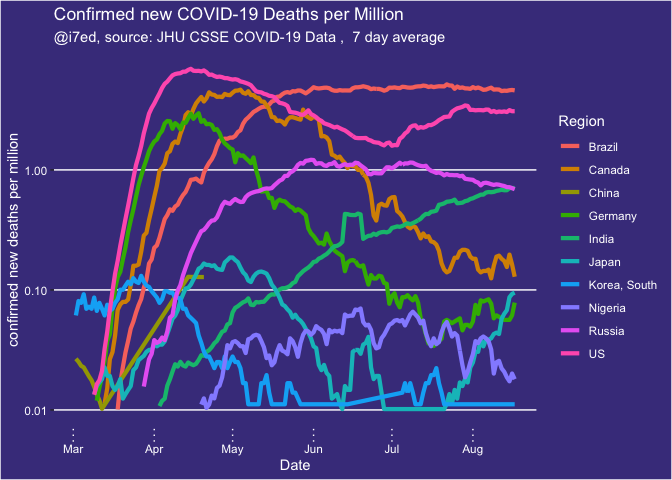 Confirmed new COVID-19 Deaths per Million
@i7ed, source: JHU CSSE COVID-19 Data , 7 day average
confirmed new deaths per million
1.00
0.10
0.01
Mar Apr May Jun Jul Aug
Date
Region
Brazil
Canada
China
Germany
India
Japan
Korea, South
Nigeria
Russia
US